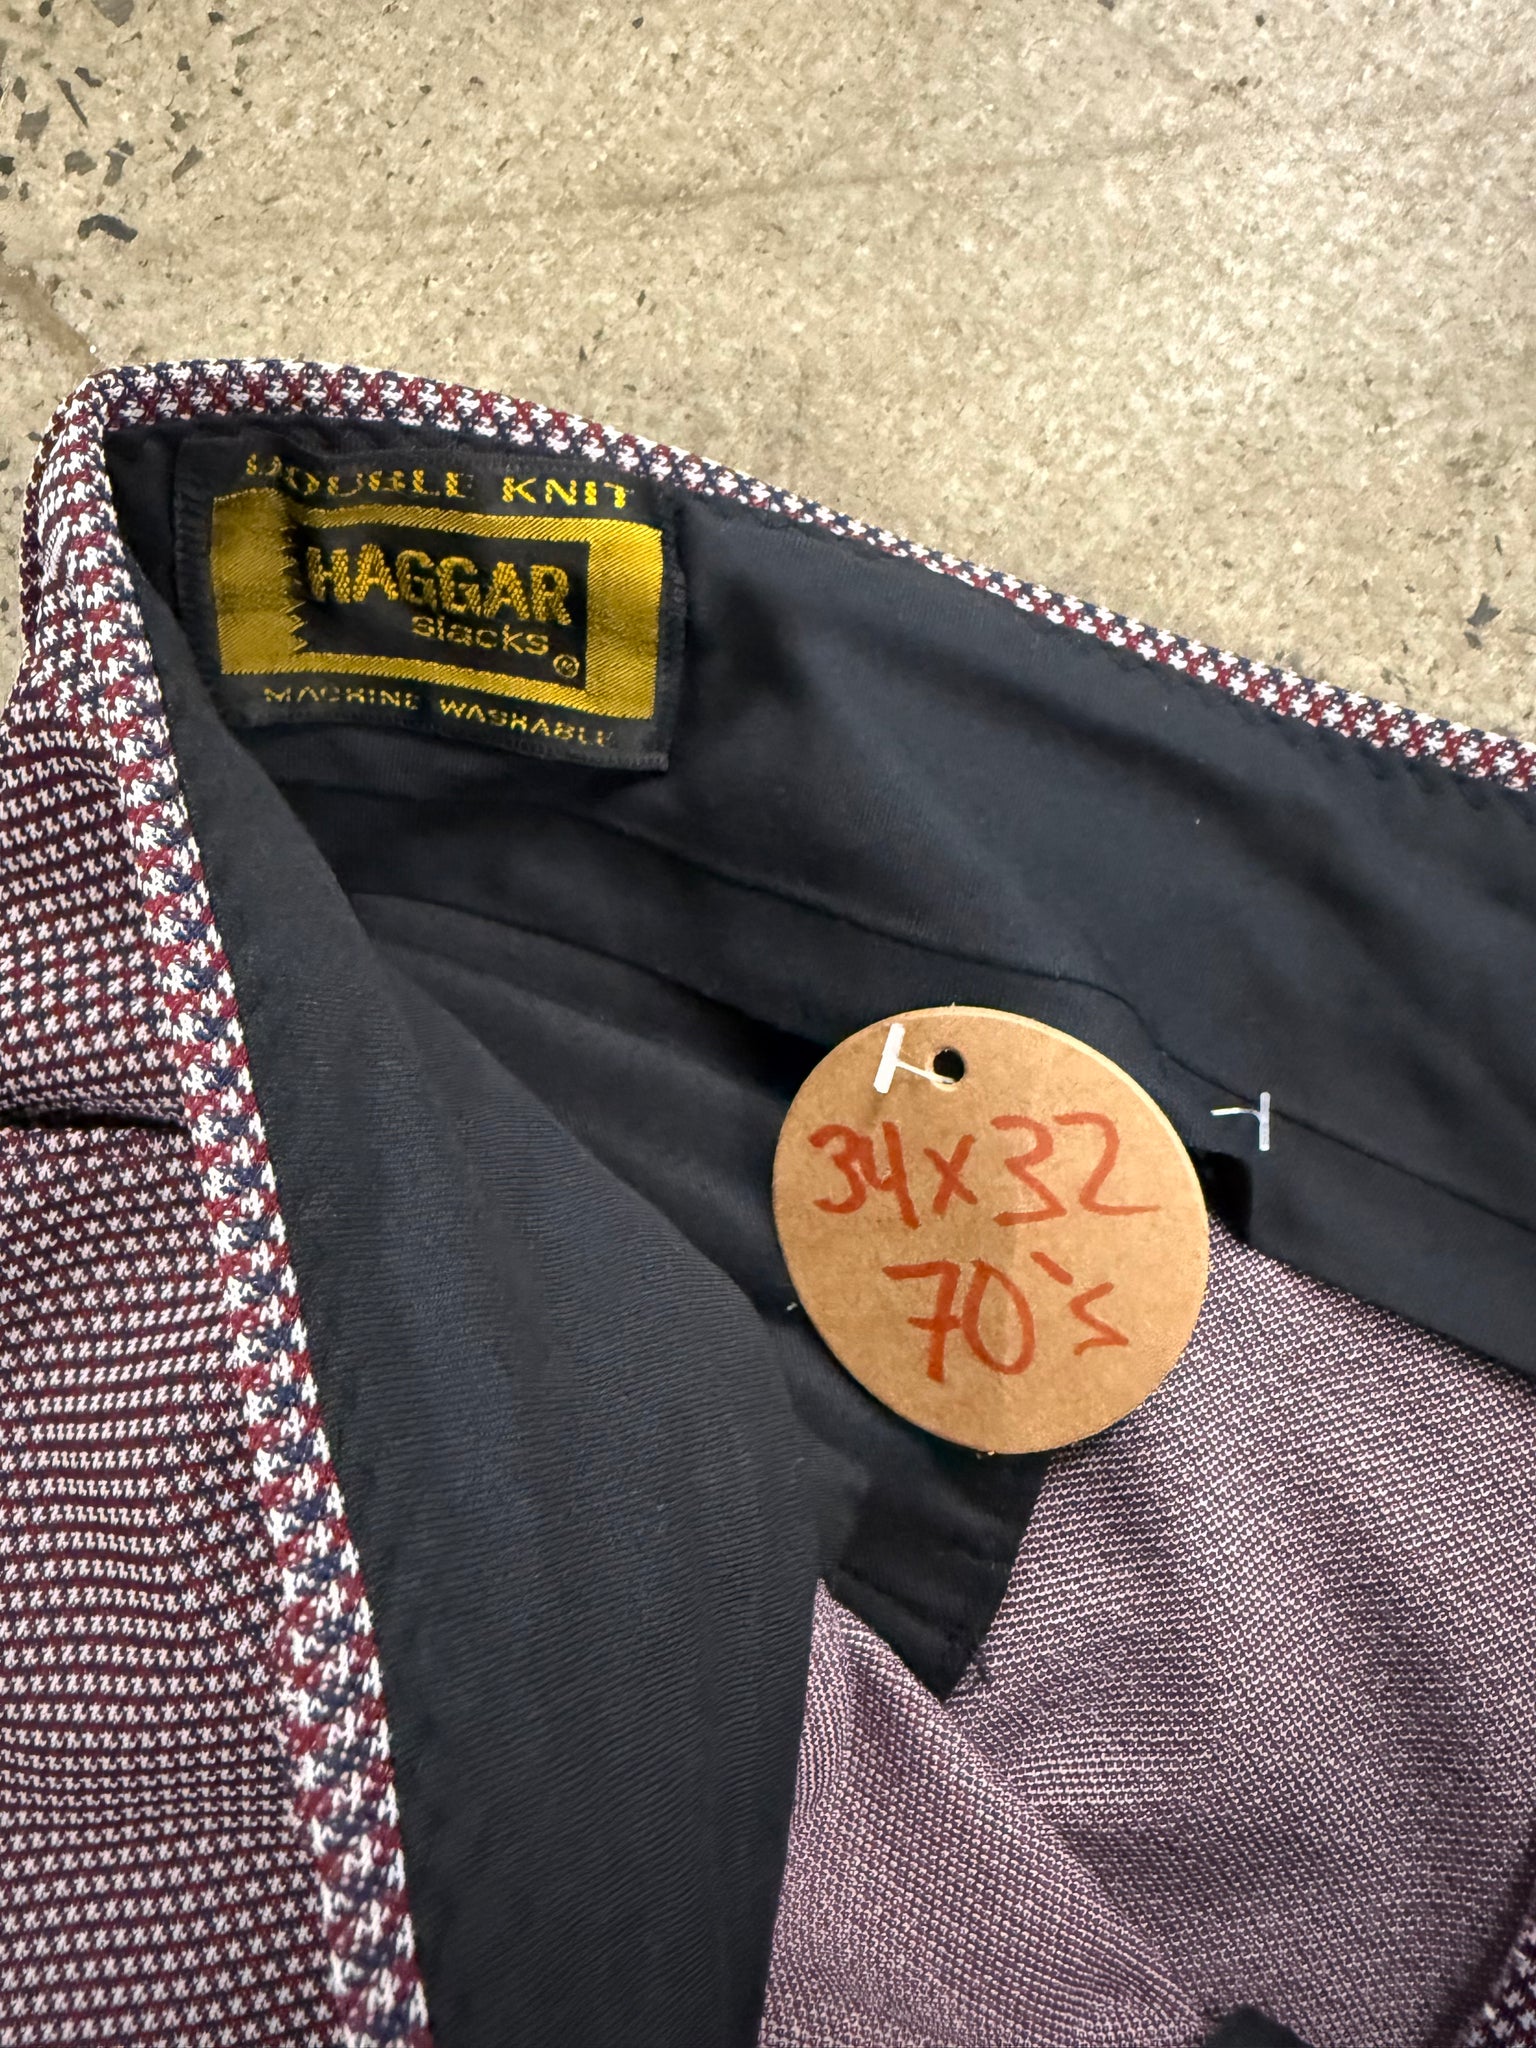 DOUBLE KNIT
HAGGAR
slacks ®
MACHINE WASHABLE
34x32
70's